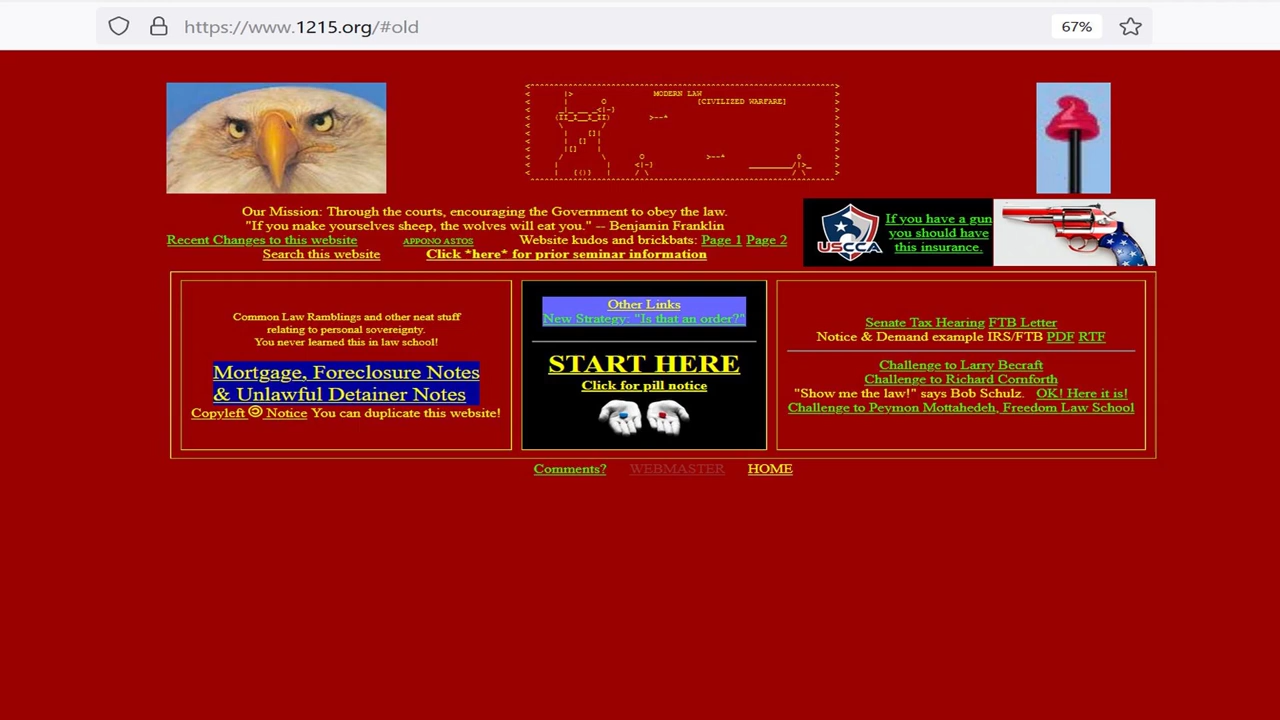 https://www.1215.org/#old
67%
MODERN LAW
[CIVILIZED WARFARE]
Our Mission: Through the courts, encouraging the Government to obey the law.
"If you make yourselves sheep, the wolves will eat you." -- Benjamin Franklin
Recent Changes to this website APPONO ASTOS Website kudos and brickbats: Page 1 Page 2
Search this website Click *here* for prior seminar information
USCCA
If you have a gun
you should have
this insurance.
Common Law Ramblings and other neat stuff
relating to personal sovereignty.
You never learned this in law school!
Mortgage, Foreclosure Notes
& Unlawful Detainer Notes
Copyleft Notice You can duplicate this website!
Other Links
New Strategy: "Is that an order?"
START HERE
Click for pill notice
Senate Tax Hearing FTB Letter
Notice & Demand example IRS/FTB PDF RTF
Challenge to Larry Becraft
Challenge to Richard Cornforth
"Show me the law!" says Bob Schulz. OK! Here it is!
Challenge to Peymon Mottahedeh, Freedom Law School
Comments? WEBMASTER HOME